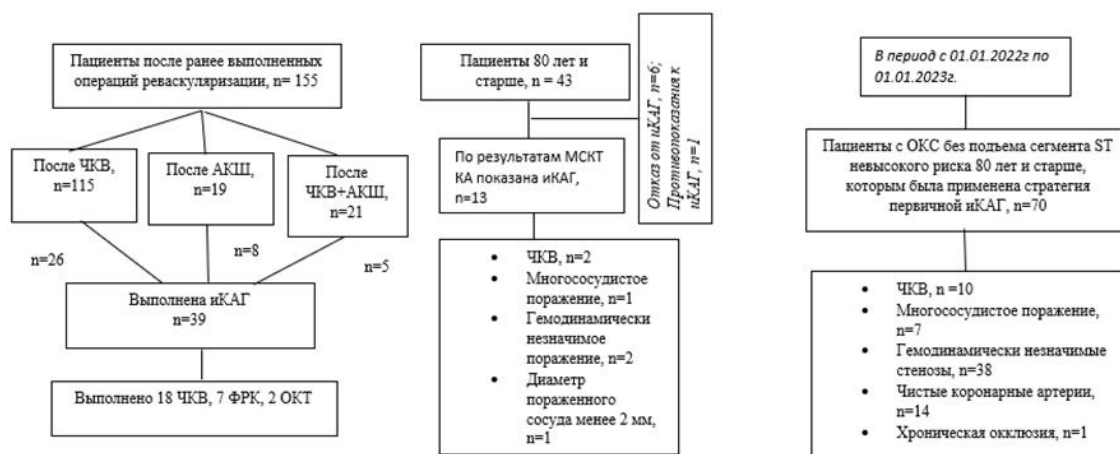 Пациенты после ранее выполненных
операций реваскуляризации, n= 155
После ЧКВ,
n=115
После АКШ,
n=19
После
ЧКВ+АКШ,
n=21
n=26
n=8
n=5
Выполнена иКАГ
n=39
Выполнено 18 ЧКВ, 7 ФРК, 2 ОКТ
Пациенты 80 лет и
старше, n = 43
Отказ от иКАГ, n=6;
Противопоказания к
иКАГ, n=1
По результатам МСКТ
КА показана иКАГ,
n=13
• ЧКВ, n=2
• Многососудистое
поражение, n=1
• Гемодинамически
незначимое
поражение, n=2
• Диаметр
пораженного
сосуда менее 2 мм,
n=1
В период с 01.01.2022г по
01.01.2023г.
Пациенты с ОКС без подъема сегмента ST
невысокого риска 80 лет и старше,
которым была применена стратегия
первичной иКАГ, n=70
• ЧКВ, n =10
• Многососудистое поражение,
n=7
• Гемодинамически незначимые
стенозы, n=38
• Чистые коронарные артерии,
n=14
• Хроническая окклюзия, n=1